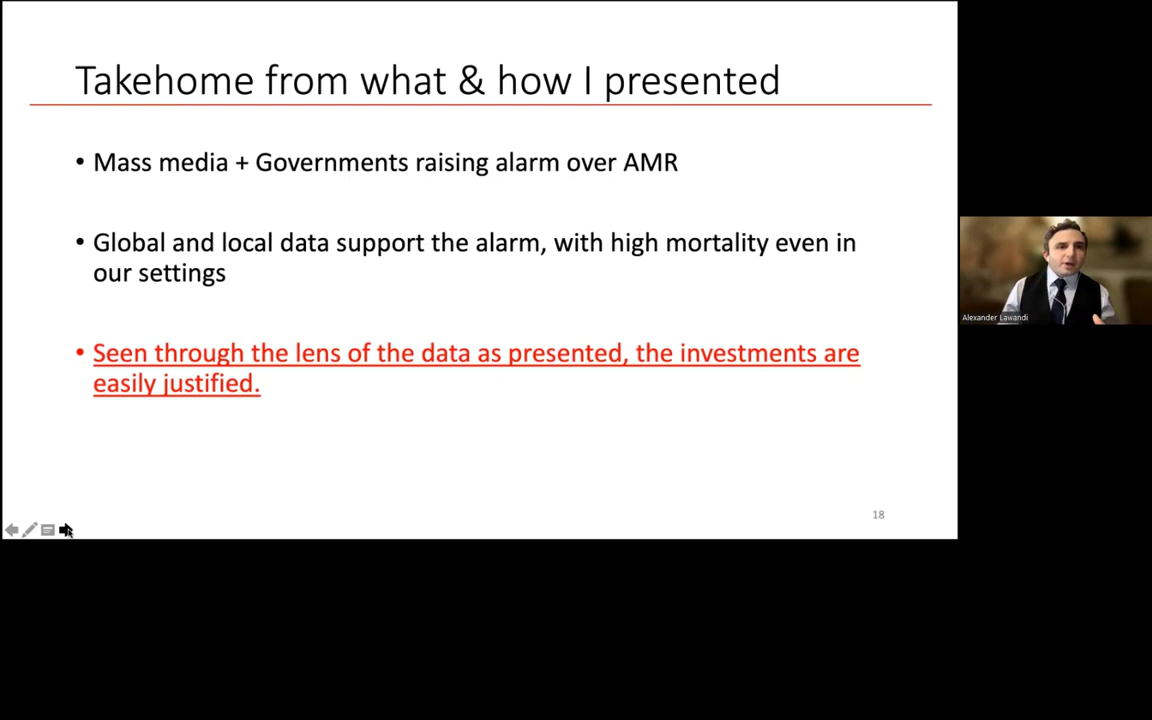 Takehome from what & how I presented
• Mass media + Governments raising alarm over AMR
• Global and local data support the alarm, with high mortality even in
our settings
• Seen through the lens of the data as presented, the investments are
easily justified.
18
Alexander Lawandi